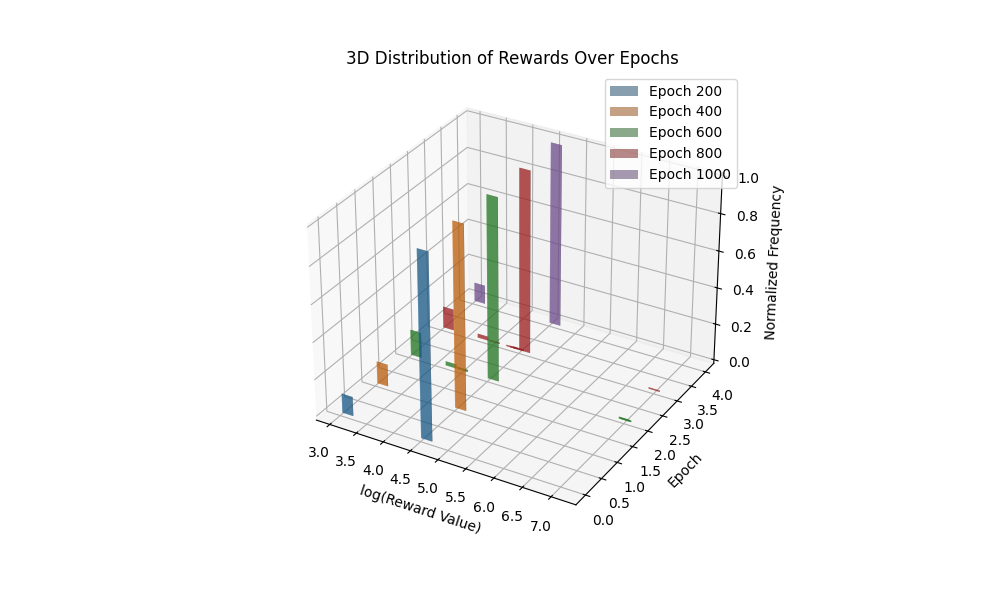 3D Distribution of Rewards Over Epochs
Epoch 200
Epoch 400
Epoch 600
Epoch 800
Epoch 1000
1.0
0.8
0.6
0.4
0.2
0.0
Normalized Frequency
4.0
3.5
3.0
2.5
2.0
1.5
1.0
0.5
0.0
Epoch
3.0
3.5
4.0
4.5
5.0
5.5
6.0
6.5
7.0
log(Reward Value)